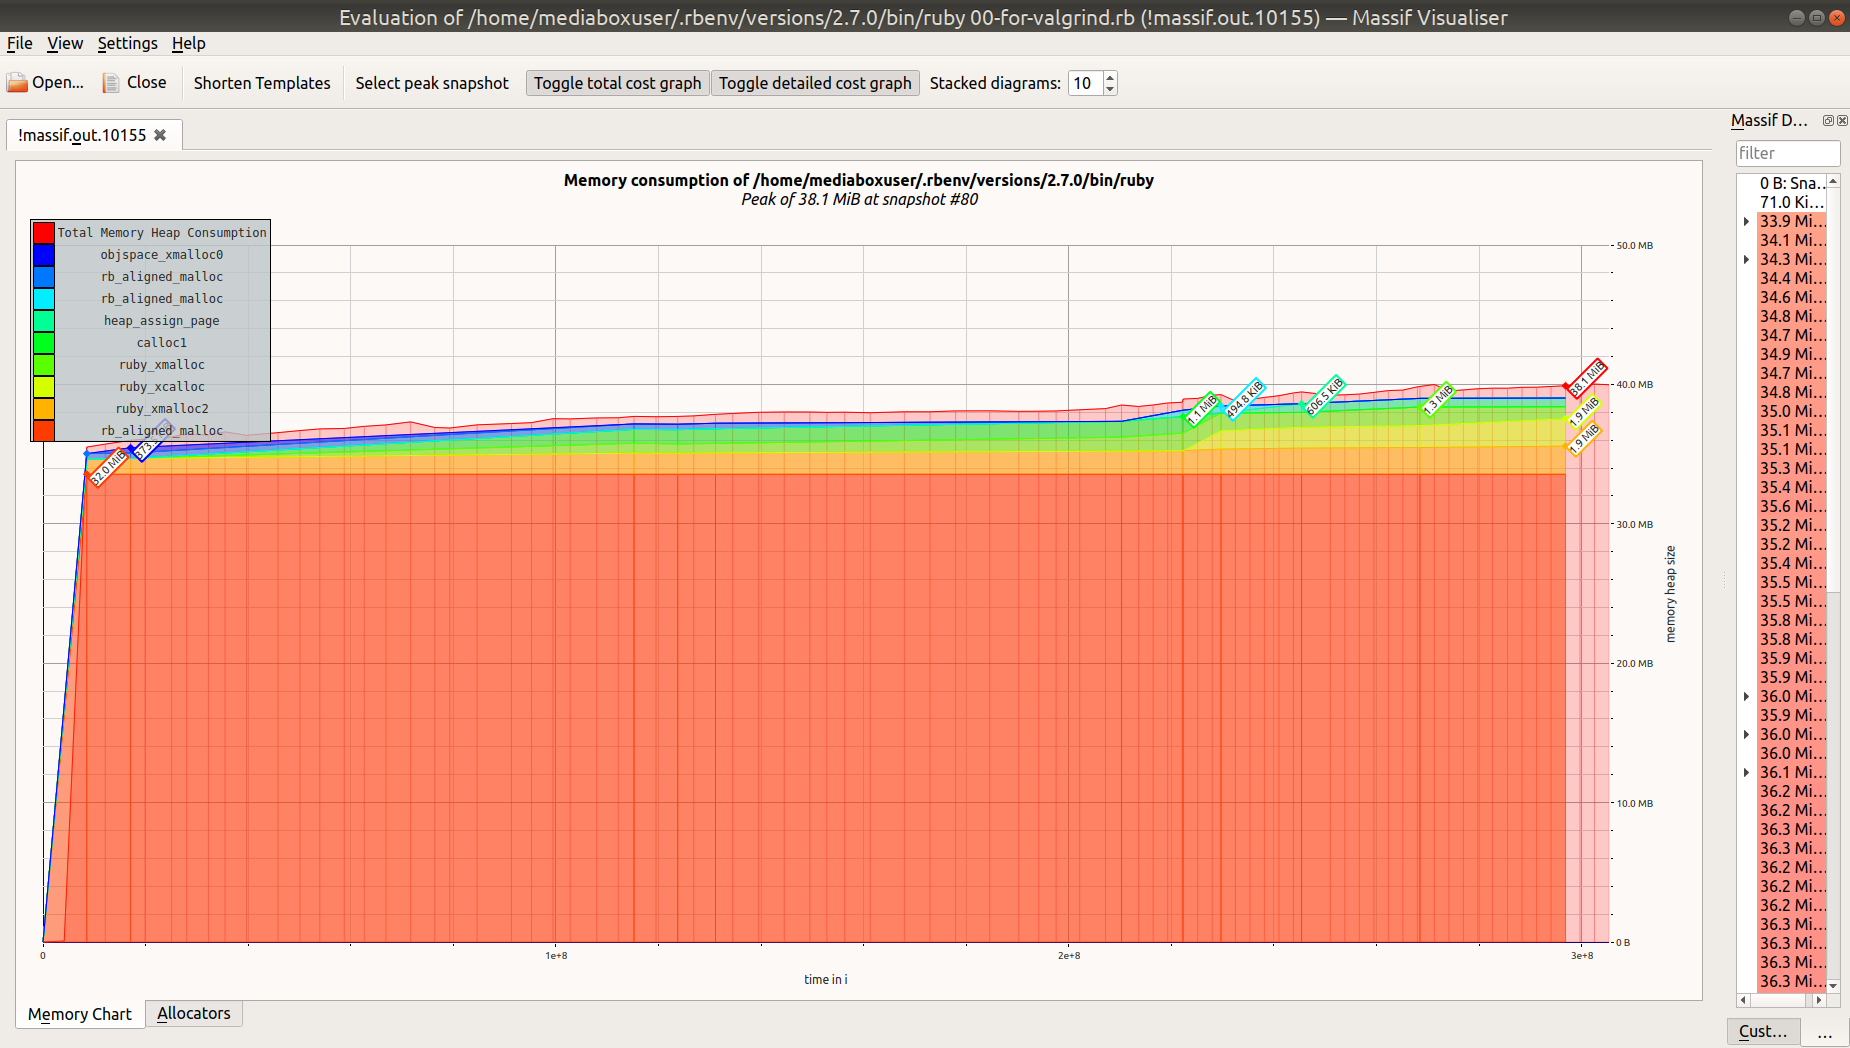 Evaluation of /home/mediaboxuser/.rbenv/versions/2.7.0/bin/ruby 00-for-valgrind.rb (!massif.out.10155) — Massif Visualiser
File View Settings Help
Open... Close Shorten Templates Select peak snapshot Toggle total cost graph Toggle detailed cost graph Stacked diagrams: 10
!massif.out.10155
Memory consumption of /home/mediaboxuser/.rbenv/versions/2.7.0/bin/ruby
Peak of 38.1 MiB at snapshot #80
Total Memory Heap Consumption
objspace_xmalloc0
rb_aligned_malloc
rb_aligned_malloc
heap_assign_page
calloc1
ruby_xmalloc
ruby_xcalloc
ruby_xmalloc2
rb_aligned_malloc
32.0 MiB
1.1 MiB
494.8 KiB
606.5 KiB
1.3 MiB
38.1 MiB
1.9 MiB
1.9 MiB
50.0 MB
40.0 MB
30.0 MB
20.0 MB
10.0 MB
0 B
memory heap size
0 1e+8 2e+8 3e+8
time in i
Memory Chart Allocators
Massif D...
filter
0 B: Sna...
71.0 Ki...
33.9 Mi...
34.1 Mi...
34.3 Mi...
34.4 Mi...
34.6 Mi...
34.8 Mi...
34.7 Mi...
34.9 Mi...
34.7 Mi...
34.8 Mi...
35.0 Mi...
35.1 Mi...
35.1 Mi...
35.3 Mi...
35.4 Mi...
35.6 Mi...
35.2 Mi...
35.2 Mi...
35.4 Mi...
35.5 Mi...
35.5 Mi...
35.8 Mi...
35.8 Mi...
35.9 Mi...
35.9 Mi...
36.0 Mi...
35.9 Mi...
36.0 Mi...
36.0 Mi...
36.1 Mi...
36.2 Mi...
36.2 Mi...
36.3 Mi...
36.3 Mi...
36.2 Mi...
36.2 Mi...
36.2 Mi...
36.3 Mi...
36.3 Mi...
36.3 Mi...
36.3 Mi...
Cust... ...